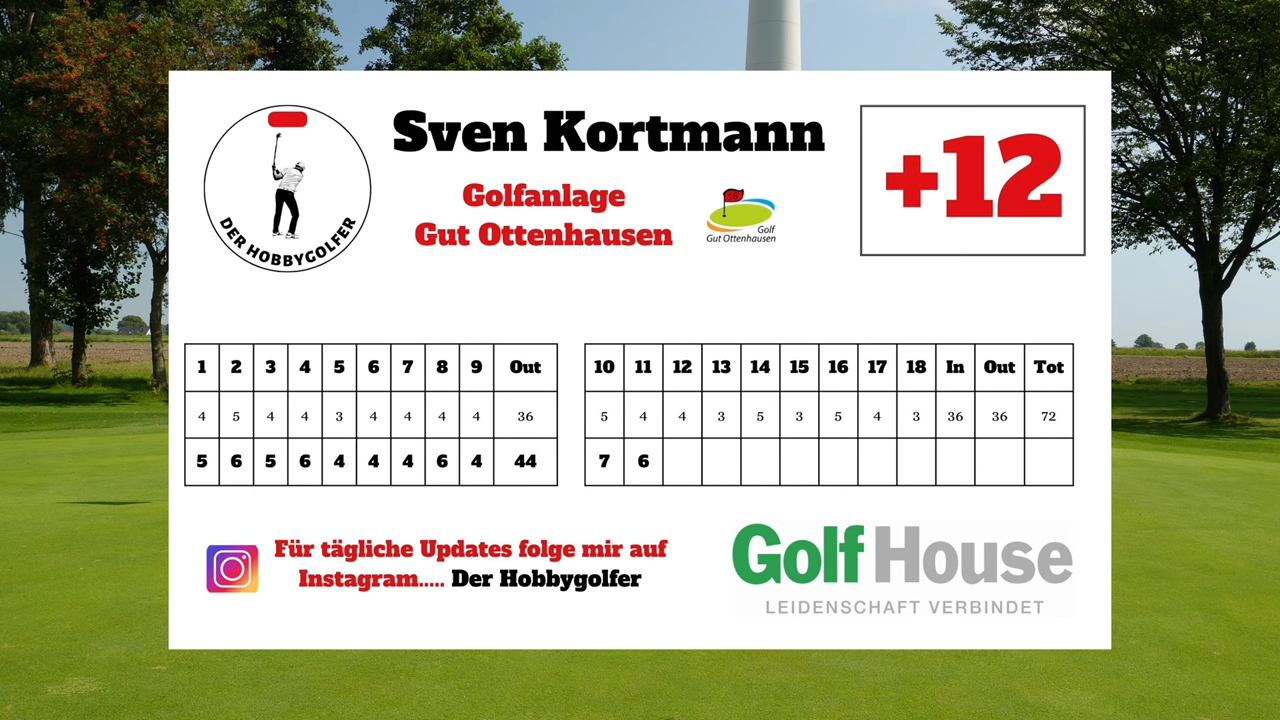 DER HOBBYGOLFER
Sven Kortmann
Golfanlage
Gut Ottenhausen
Golf
Gut Ottenhausen
+12
1 2 3 4 5 6 7 8 9 Out
4 5 4 4 3 4 4 4 4 36
5 6 5 6 4 4 4 6 4 44
10 11 12 13 14 15 16 17 18 In Out Tot
5 4 4 3 5 3 5 4 3 36 36 72
7 6
Für tägliche Updates folge mir auf
Instagram..... Der Hobbygolfer
Golf House
LEIDENSCHAFT VERBINDET